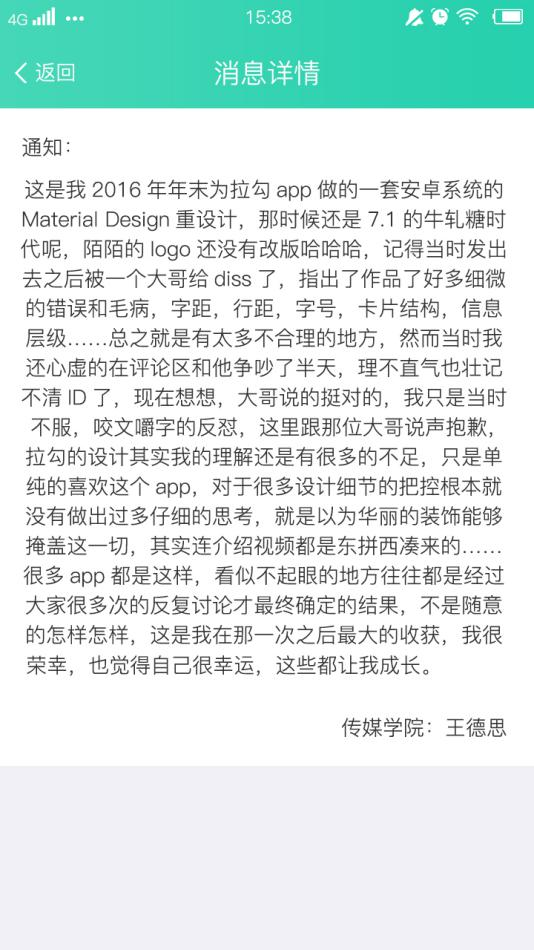 4G 15:38
返回 消息详情
通知：
这是我 2016 年年末为拉勾 app 做的一套安卓系统的
Material Design 重设计，那时候还是 7.1 的牛轧糖时
代呢，陌陌的 logo 还没有改版哈哈哈，记得当时发出
去之后被一个大哥给 diss 了，指出了作品了好多细微
的错误和毛病，字距，行距，字号，卡片结构，信息
层级……总之就是有太多不合理的地方，然而当时我
还心虚的在评论区和他争吵了半天，理不直气也壮记
不清 ID 了，现在想想，大哥说的挺对的，我只是当时
不服，咬文嚼字的反怼，这里跟那位大哥说声抱歉，
拉勾的设计其实我的理解还是有很多的不足，只是单
纯的喜欢这个 app，对于很多设计细节的把控根本就
没有做出过多仔细的思考，就是以为华丽的装饰能够
掩盖这一切，其实连介绍视频都是东拼西凑来的……
很多 app 都是这样，看似不起眼的地方往往都是经过
大家很多次的反复讨论才最终确定的结果，不是随意
的怎样怎样，这是我在那一次之后最大的收获，我很
荣幸，也觉得自己很幸运，这些都让我成长。
传媒学院：王德思